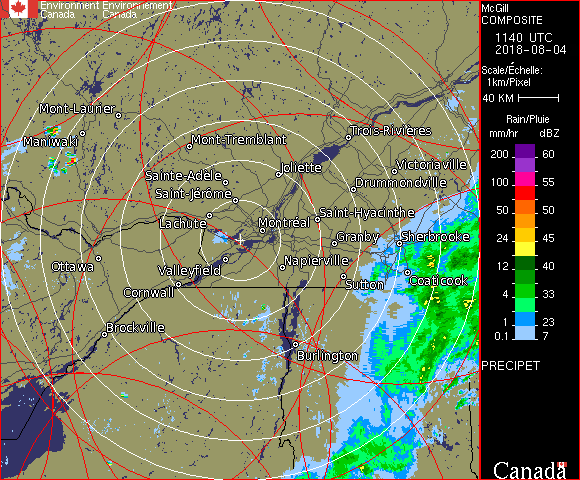 Environment Environnement
Canada Canada
McGill
COMPOSITE
1140 UTC
2018-08-04
Scale/Échelle:
1km/Pixel
40 KM
Rain/Pluie
mm/hr dBZ
200 60
100 55
50 50
24 45
12 40
4 33
1 23
0.1 7
PRECIPET
Canada
Mont-Laurier
Maniwaki
Mont-Tremblant
Trois-Rivières
Sainte-Adèle
Joliette
Victoriaville
Saint-Jérôme
Drummondville
Lachute
Montréal
Saint-Hyacinthe
Granby
Sherbrooke
Ottawa
Valleyfield
Napierville
Cornwall
Sutton
Coaticook
Brockville
Burlington